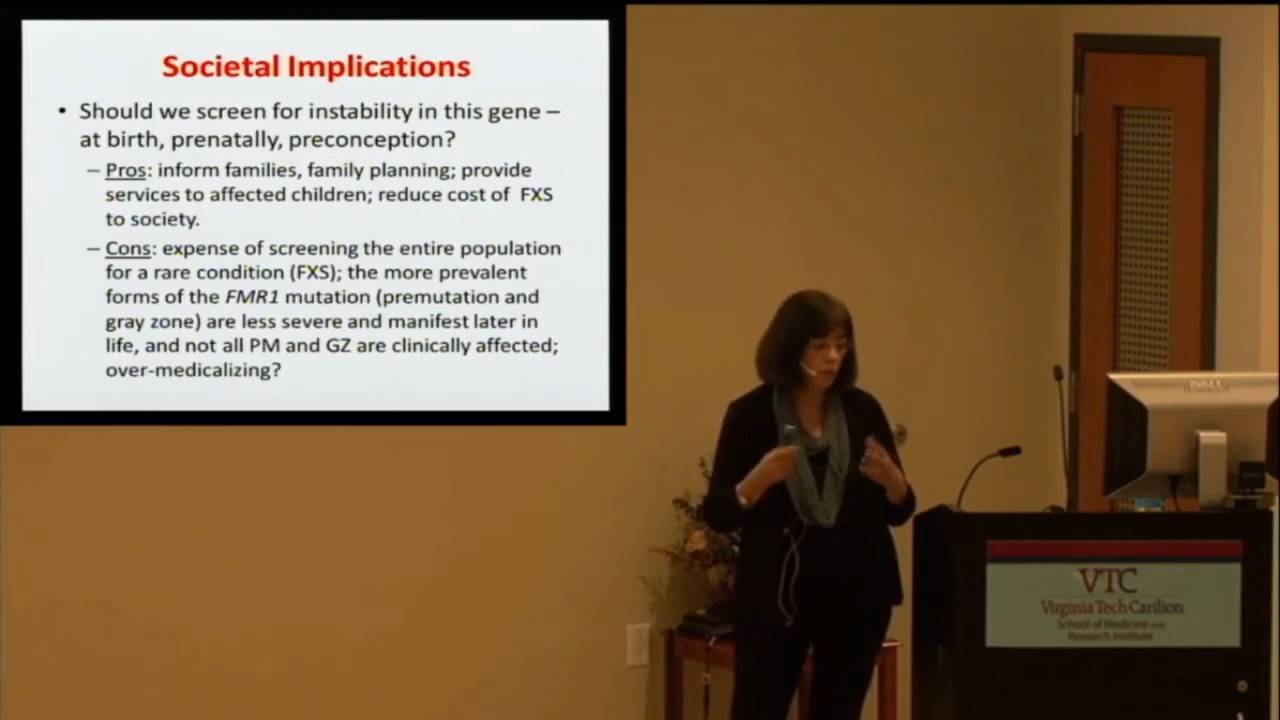 Societal Implications
• Should we screen for instability in this gene –
at birth, prenatally, preconception?
– Pros: inform families, family planning; provide
services to affected children; reduce cost of FXS
to society.
– Cons: expense of screening the entire population
for a rare condition (FXS); the more prevalent
forms of the FMR1 mutation (premutation and
gray zone) are less severe and manifest later in
life, and not all PM and GZ are clinically affected;
over-medicalizing?
DELL
VTC
Virginia Tech Carilion
School of Medicine and
Research Institute